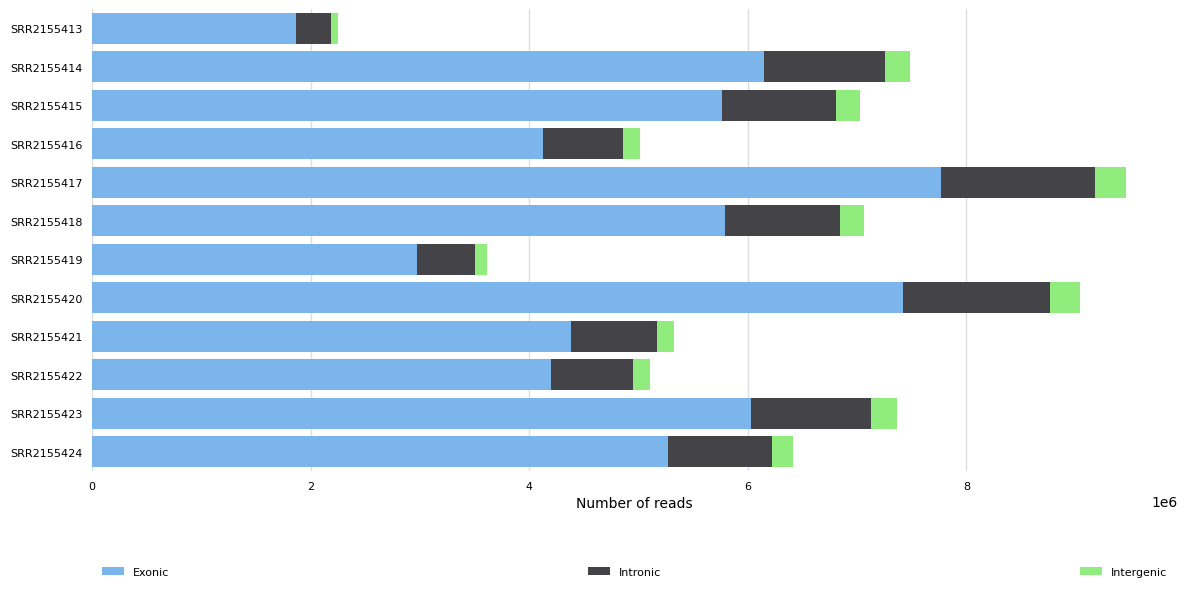 SRR2155413
SRR2155414
SRR2155415
SRR2155416
SRR2155417
SRR2155418
SRR2155419
SRR2155420
SRR2155421
SRR2155422
SRR2155423
SRR2155424
0 2 4 6 8
Number of reads
1e6
Exonic Intronic Intergenic